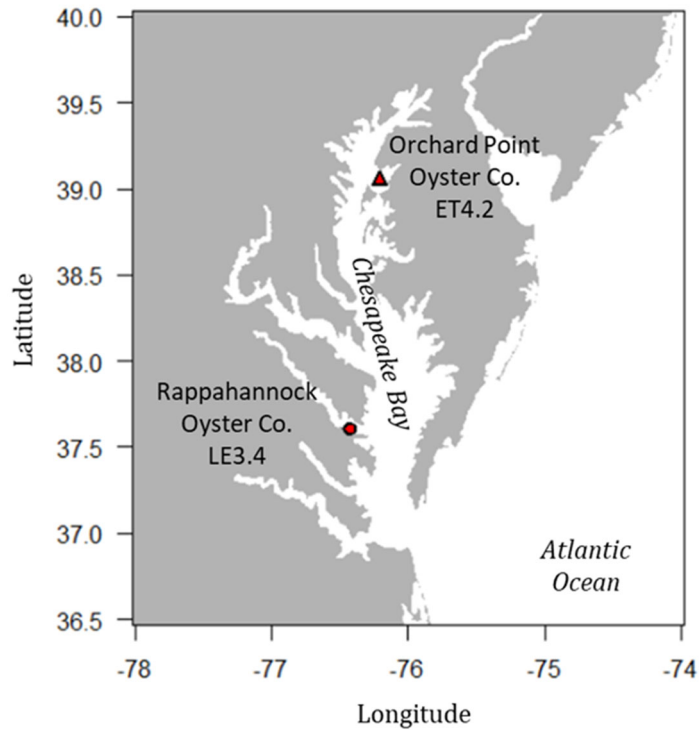 40.0
39.5
39.0
38.5
38.0
37.5
37.0
36.5
Latitude
Orchard Point
Oyster Co.
ET4.2
Chesapeake Bay
Rappahannock
Oyster Co.
LE3.4
Atlantic
Ocean
-78
-77
-76
-75
-74
Longitude